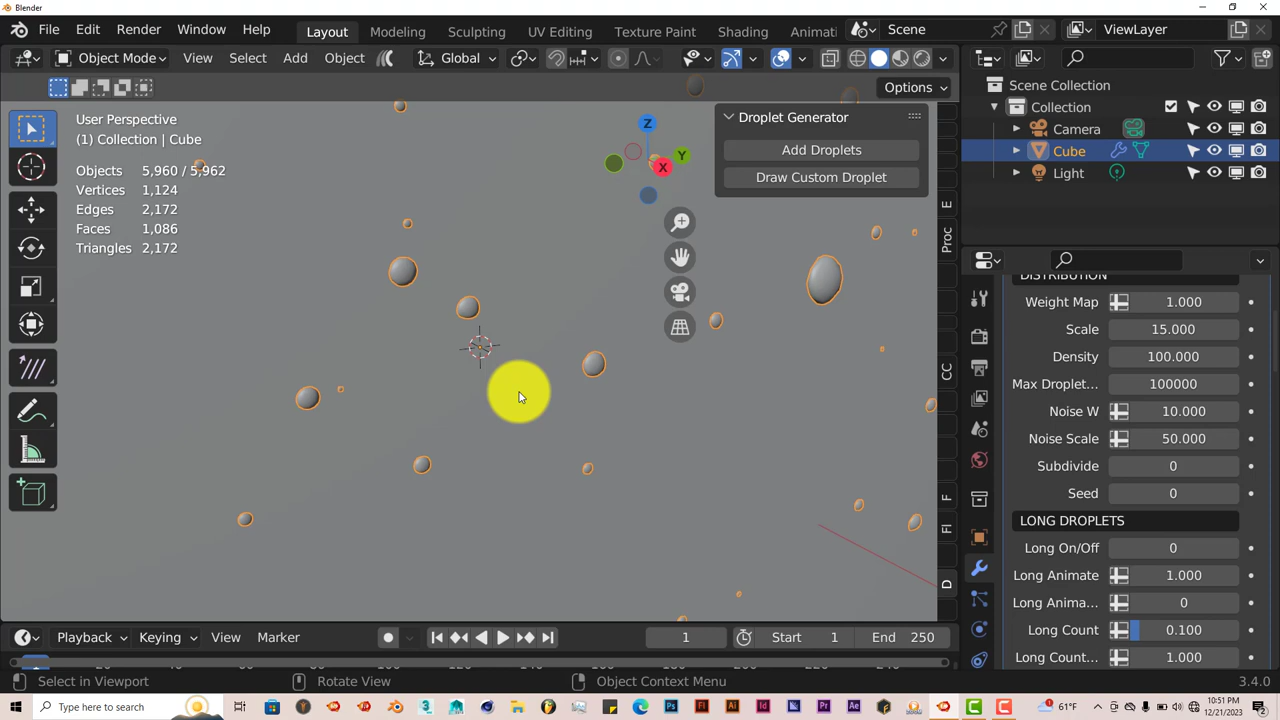 Blender
File Edit Render Window Help Layout Modeling Sculpting UV Editing Texture Paint Shading Animati Scene ViewLayer
Object Mode View Select Add Object Global
Options
User Perspective
(1) Collection | Cube
Objects 5,960 / 5,962
Vertices 1,124
Edges 2,172
Faces 1,086
Triangles 2,172
Z
Y
X
Droplet Generator
Add Droplets
Draw Custom Droplet
E
Proc
CC
F
Fl
D
Scene Collection
Collection
Camera
Cube
Light
DISTRIBUTION
Weight Map 1.000
Scale 15.000
Density 100.000
Max Droplet... 100000
Noise W 10.000
Noise Scale 50.000
Subdivide 0
Seed 0
LONG DROPLETS
Long On/Off 0
Long Animate 1.000
Long Anima... 0
Long Count 0.100
Long Count... 1.000
Playback Keying View Marker 1 Start 1 End 250
Select in Viewport Rotate View Object Context Menu 3.4.0
Type here to search
61°F
10:51 PM
12/21/2023